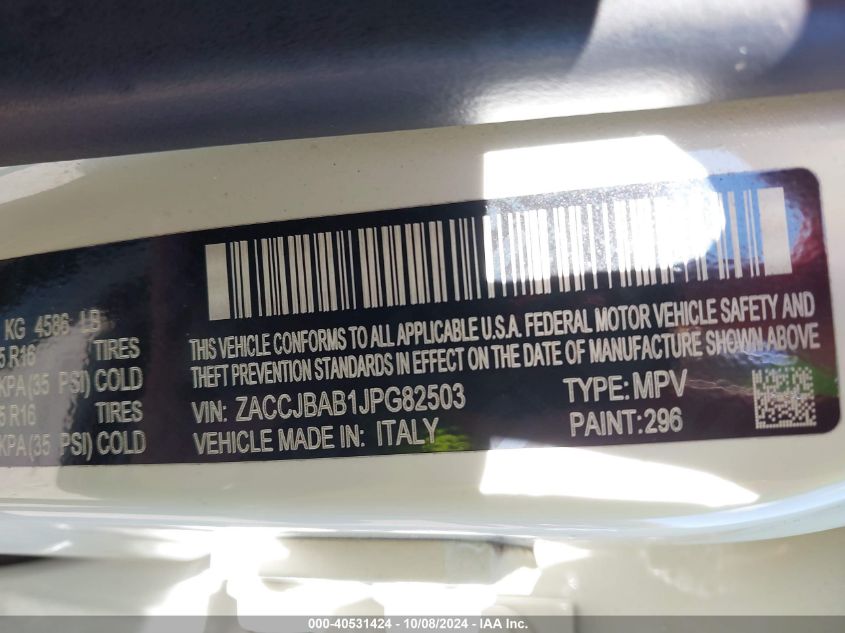 KG 4586 LB
5 R16 TIRES
KPA (35 PSI) COLD
5 R16 TIRES
KPA (35 PSI) COLD
THIS VEHICLE CONFORMS TO ALL APPLICABLE U.S.A. FEDERAL MOTOR VEHICLE SAFETY AND
THEFT PREVENTION STANDARDS IN EFFECT ON THE DATE OF MANUFACTURE SHOWN ABOVE
VIN: ZACCJBAB1JPG82503 TYPE: MPV
VEHICLE MADE IN: ITALY PAINT: 296
000-40531424 - 10/08/2024 - IAA Inc.